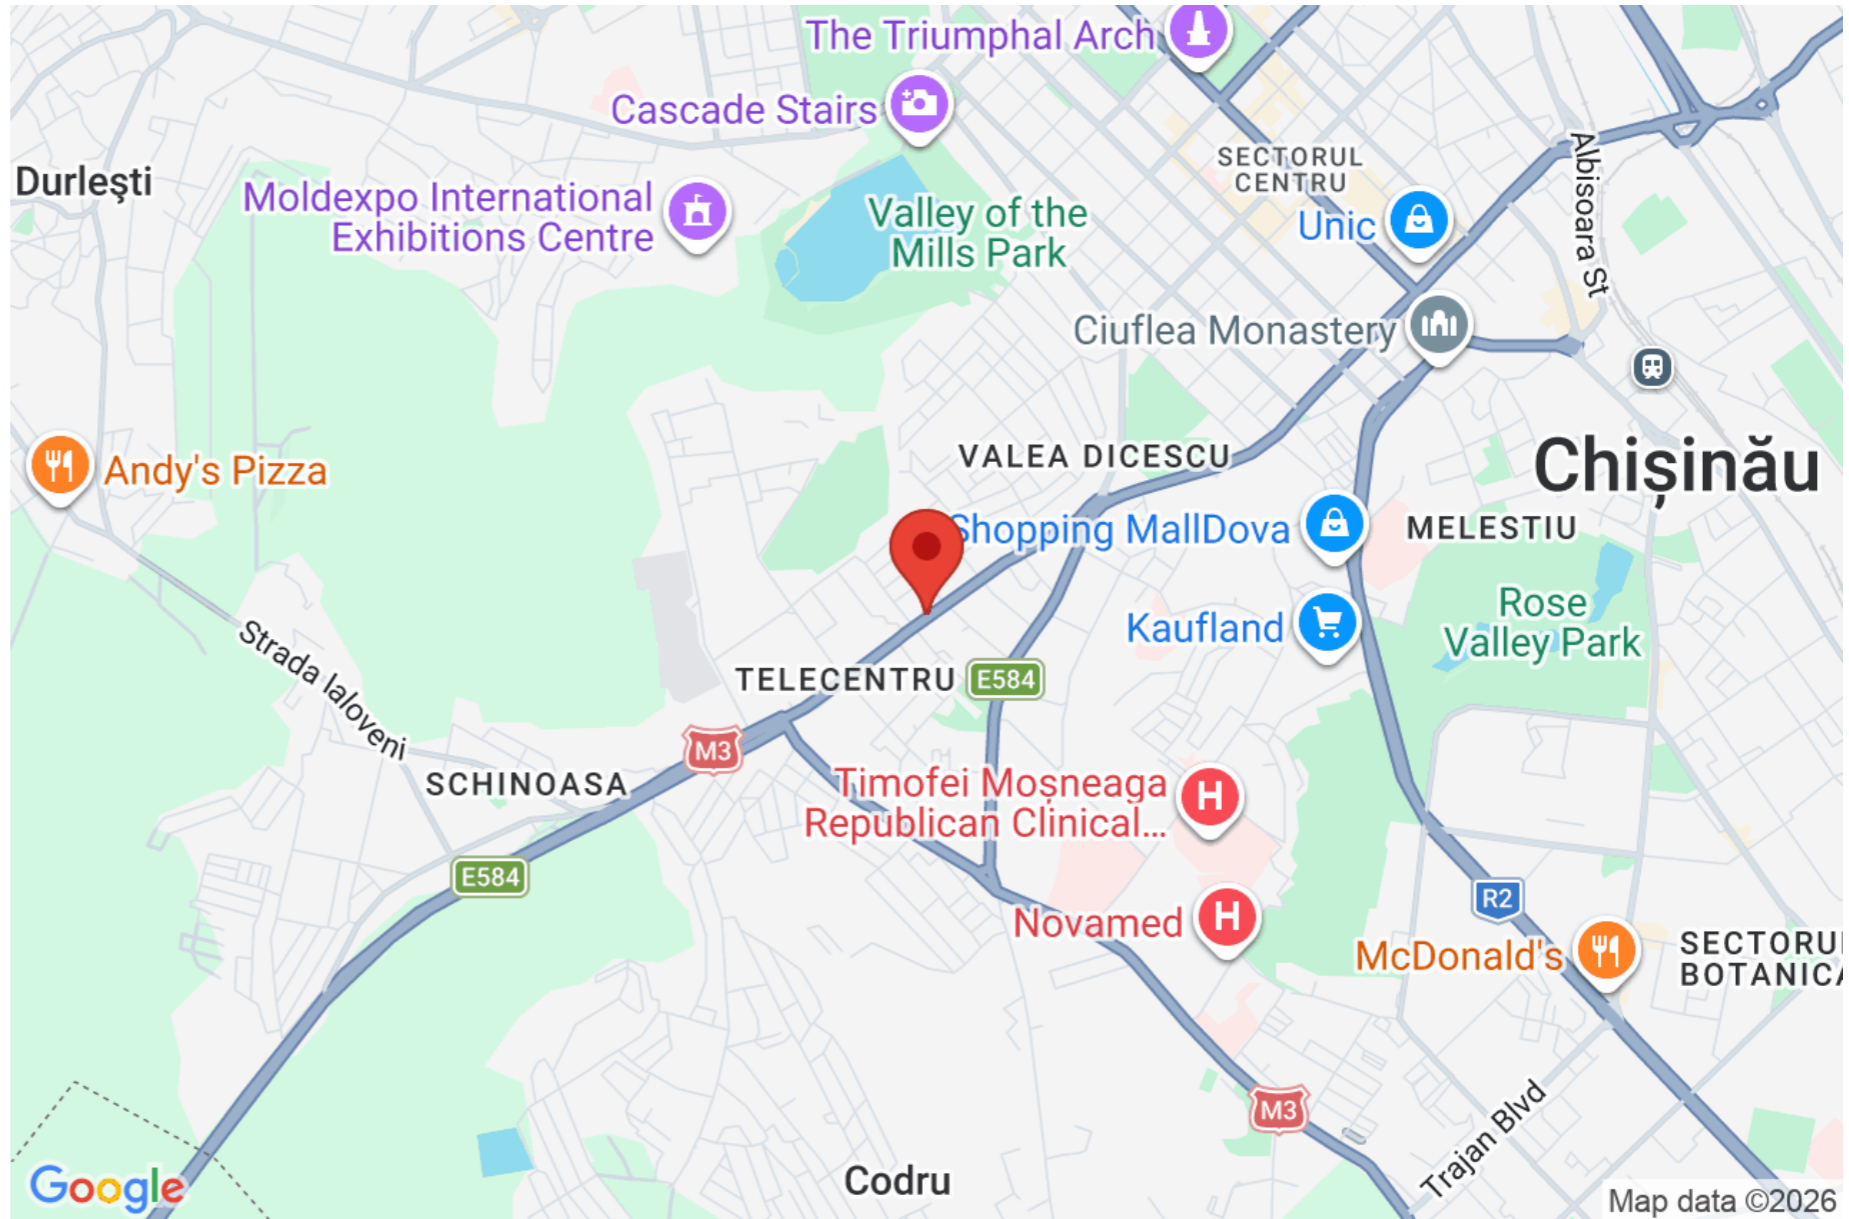 The Triumphal Arch
Cascade Stairs
SECTORUL
CENTRU
Albisoara St
Durleşti
Moldexpo International
Exhibitions Centre
Valley of the
Mills Park
Unic
Ciuflea Monastery
Andy's Pizza
VALEA DICESCU
Chișinău
Shopping MallDova
MELESTIU
Rose
Valley Park
Kaufland
Strada Ialoveni
TELECENTRU
E584
M3
SCHINOASA
Timofei Moșneaga
Republican Clinical...
H
E584
R2
Novamed
H
McDonald's
SECTORUL
BOTANICA
M3
Trajan Blvd
Codru
Google
Map data ©2026